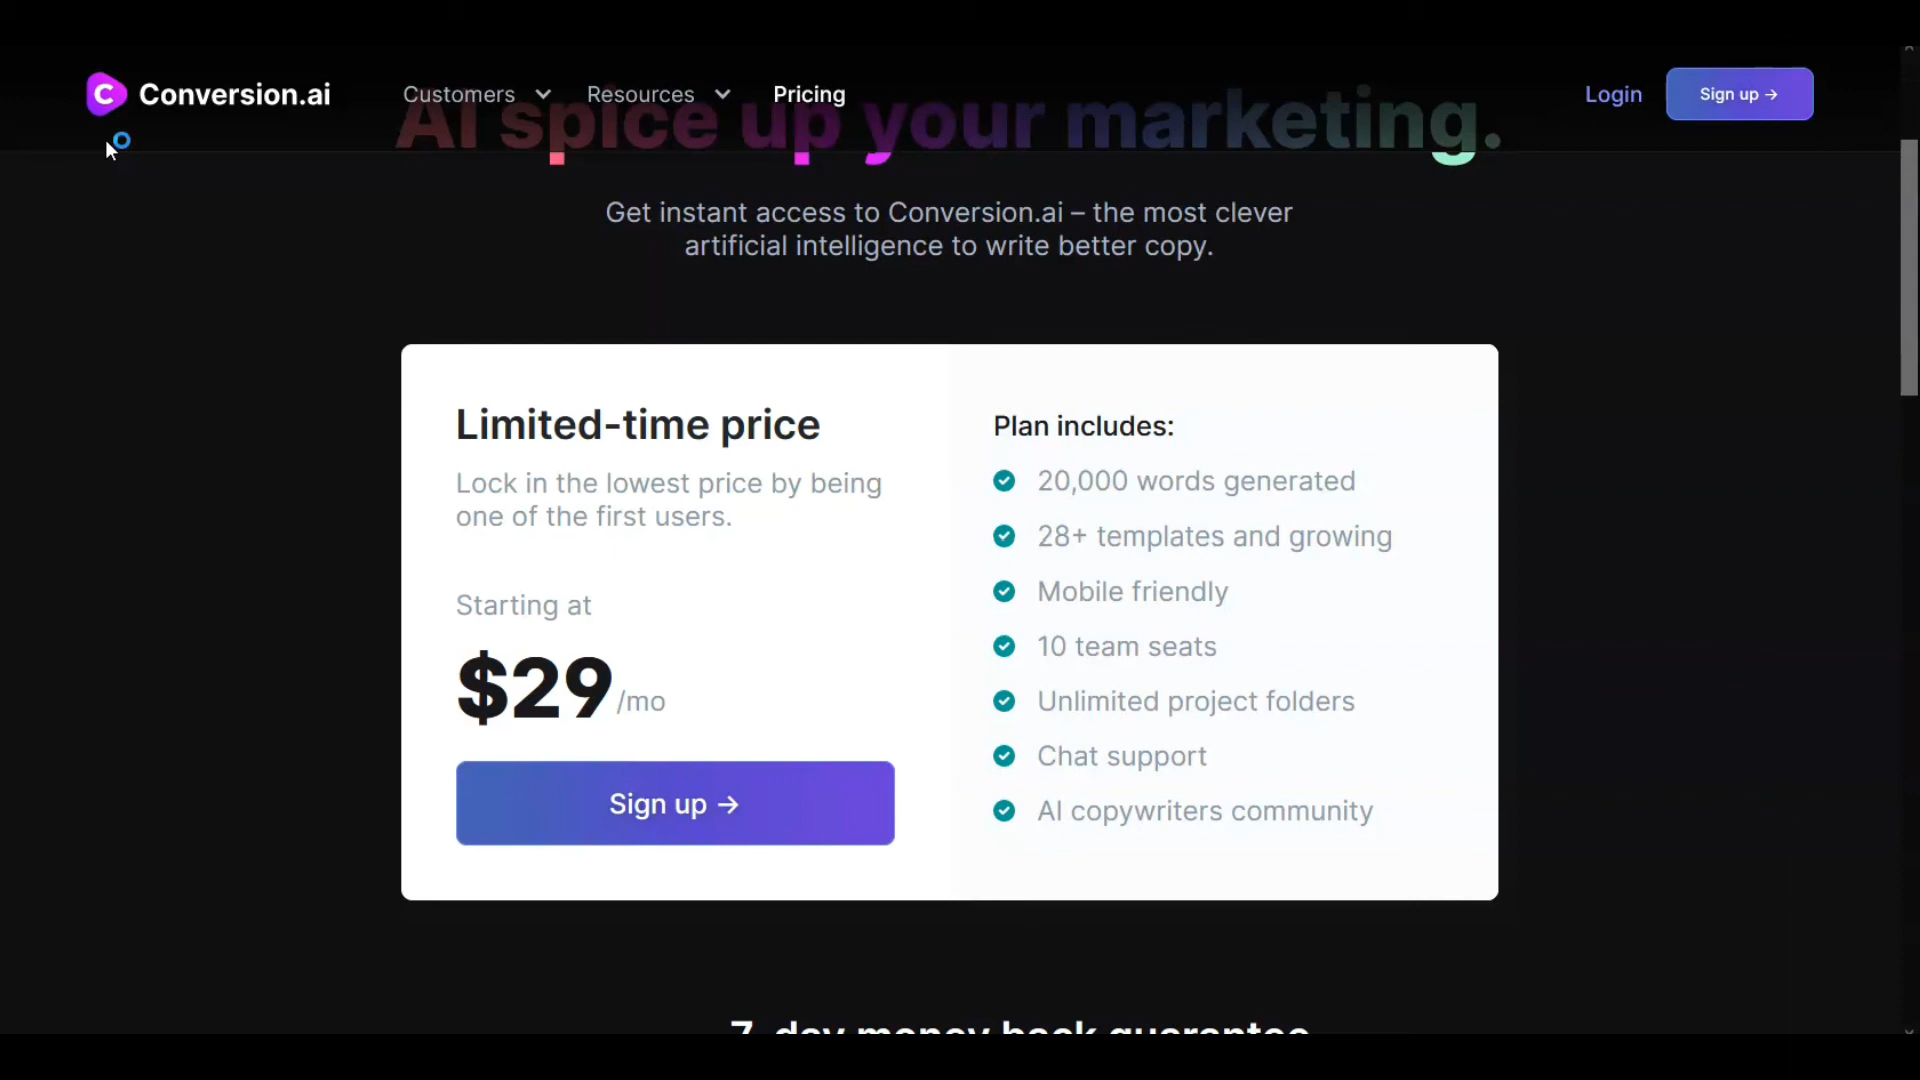 C Conversion.ai Customers Resources Pricing Login Sign up →
AI spice up your marketing.
Get instant access to Conversion.ai – the most clever
artificial intelligence to write better copy.
Limited-time price
Lock in the lowest price by being
one of the first users.
Starting at
$29/mo
Sign up →
Plan includes:
20,000 words generated
28+ templates and growing
Mobile friendly
10 team seats
Unlimited project folders
Chat support
AI copywriters community
7-day money back guarantee